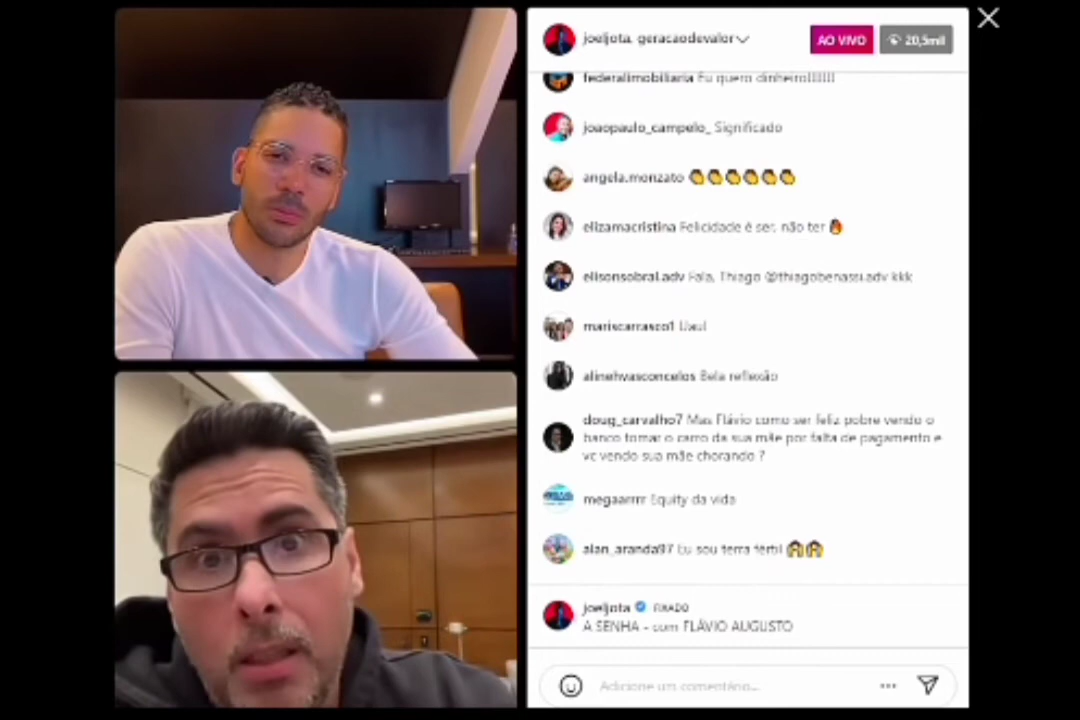 joeljota, geracaodevalor
AO VIVO
20,5mil
federalimobiliaria Eu quero dinheiro!!!!!!!
joaopaulo_campelo_ Significado
angela.monzato 👏👏👏👏👏👏
elizamacristina Felicidade é ser, não ter 🔥
elisonsobral.adv Fala, Thiago @thiagobenassi.adv kkk
mariscarrasco1 Uau!
alinehvasconcelos Bela reflexão
doug_carvalho7 Mas Flávio como ser feliz pobre vendo o
banco tomar o carro da sua mãe por falta de pagamento e
vc vendo sua mãe chorando ?
megaarrrr Equity da vida
alan_aranda97 Eu sou terra fértil 🙌🙌
joeljota FIXADO
A SENHA - com FLÁVIO AUGUSTO
Adicione um comentário...